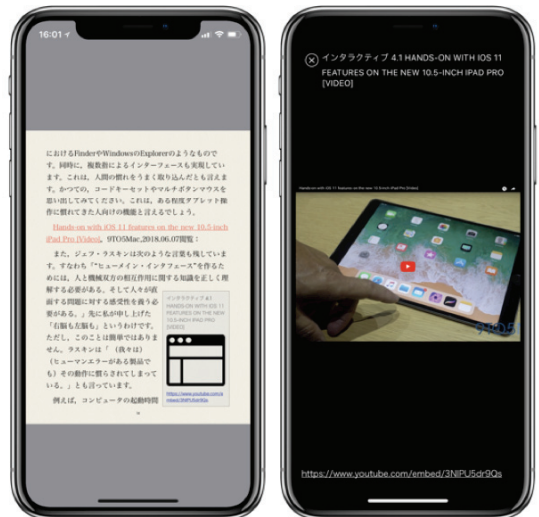 16:01
におけるFinderやWindowsのExplorerのようなもので
す。同時に，複数指によるインターフェースも実現してい
ます。これは，人間の慣れをうまく取り込んだとも言えま
す。かつての，コードキーセットやマルチボタンマウスを
思い出してみてください。これは，ある程度タブレット操
作に慣れてきた人向けの機能と言えるでしょう。
Hands-on with iOS 11 features on the new 10.5-inch
iPad Pro [Video]，9TO5Mac,2018.06.07閲覧：
また，ジェフ・ラスキンは次のような言葉も残していま
す。すなわち「"ヒューメイン・インタフェース"を作るた
めには，人と機械双方の相互作用に関する知識を正しく理
解する必要がある。そして人々が直
面する問題に対する感受性を養う必
要がある。」先に私が申し上げた
「右脳も左脳も」というわけです。
ただし，このことは簡単ではありま
せん。ラスキンは「（我々は）
（ヒューマンエラーがある製品で
も）その動作に慣らされてしまって
いる。」とも言っています。
例えば，コンピュータの起動時間
インタラクティブ 4.1
HANDS-ON WITH IOS 11
FEATURES ON THE NEW
10.5-INCH IPAD PRO
[VIDEO]
インタラクティブ 4.1 HANDS-ON WITH IOS 11
FEATURES ON THE NEW 10.5-INCH IPAD PRO
[VIDEO]
Hands-on with iOS 11 features on the new 10.5-inch iPad Pro [Video]
https://www.youtube.com/embed/3NIPU5dr9Qs